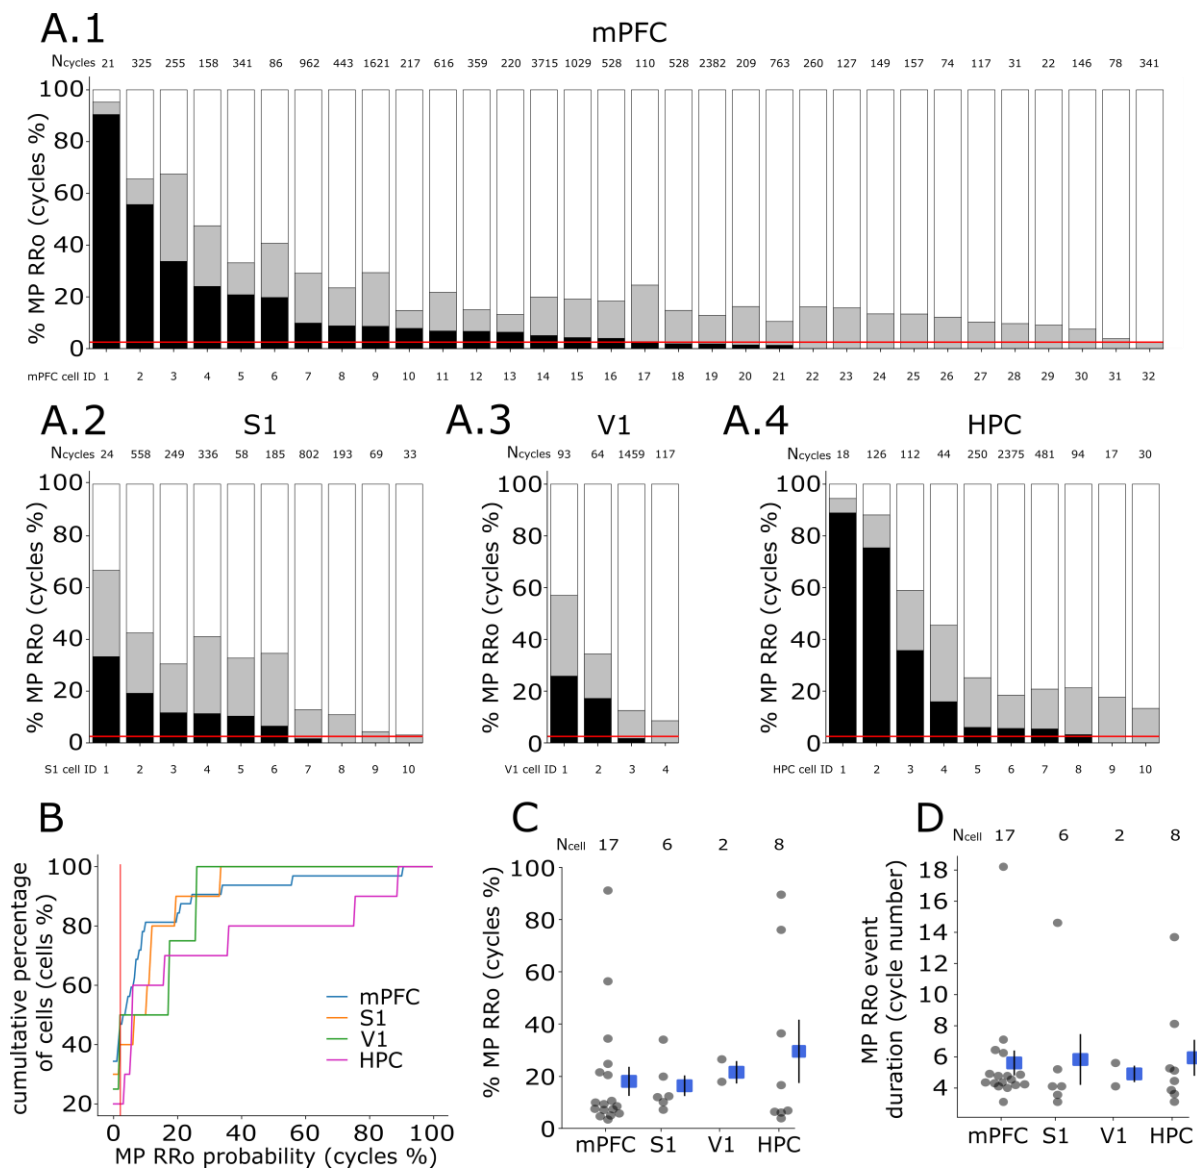 A.1 mPFC
Ncycles 21 325 255 158 341 86 962 443 1621 217 616 359 220 3715 1029 528 110 528 2382 209 763 260 127 149 157 74 117 31 22 146 78 341
% MP RRo (cycles %)
100
80
60
40
20
0
mPFC cell ID 1 2 3 4 5 6 7 8 9 10 11 12 13 14 15 16 17 18 19 20 21 22 23 24 25 26 27 28 29 30 31 32
A.2 S1
Ncycles 24 558 249 336 58 185 802 193 69 33
% MP RRo (cycles %)
100
80
60
40
20
0
S1 cell ID 1 2 3 4 5 6 7 8 9 10
A.3 V1
Ncycles 93 64 1459 117
% MP RRo (cycles %)
100
80
60
40
20
0
V1 cell ID 1 2 3 4
A.4 HPC
Ncycles 18 126 112 44 250 2375 481 94 17 30
% MP RRo (cycles %)
100
80
60
40
20
0
HPC cell ID 1 2 3 4 5 6 7 8 9 10
B
cumultative percentage
of cells (cells %)
100
80
60
40
20
mPFC
S1
V1
HPC
0 20 40 60 80 100
MP RRo probability (cycles %)
C
Ncell 17 6 2 8
% MP RRo (cycles %)
100
80
60
40
20
0
mPFC S1 V1 HPC
D
Ncell 17 6 2 8
MP RRo event
duration (cycle number)
18
16
14
12
10
8
6
4
mPFC S1 V1 HPC